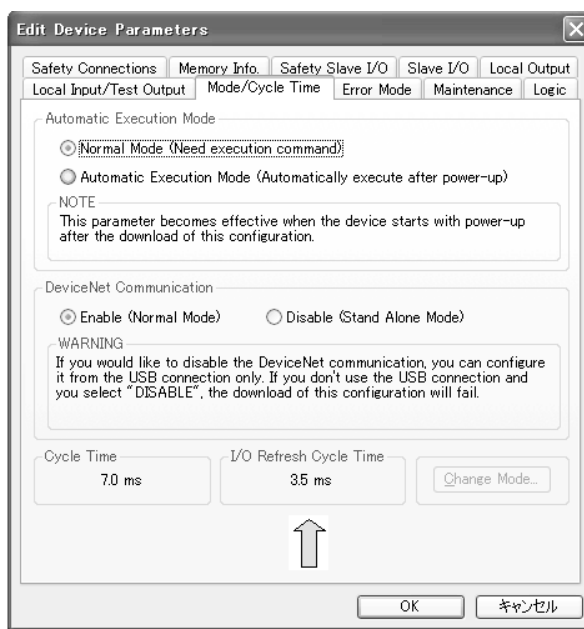 Edit Device Parameters
Safety Connections Memory Info. Safety Slave I/O Slave I/O Local Output
Local Input/Test Output Mode/Cycle Time Error Mode Maintenance Logic
Automatic Execution Mode
Normal Mode (Need execution command)
Automatic Execution Mode (Automatically execute after power-up)
NOTE
This parameter becomes effective when the device starts with power-up
after the download of this configuration.
DeviceNet Communication
Enable (Normal Mode) Disable (Stand Alone Mode)
WARNING
If you would like to disable the DeviceNet communication, you can configure
it from the USB connection only. If you don't use the USB connection and
you select "DISABLE", the download of this configuration will fail.
Cycle Time I/O Refresh Cycle Time
7.0 ms 3.5 ms Change Mode...
OK キャンセル